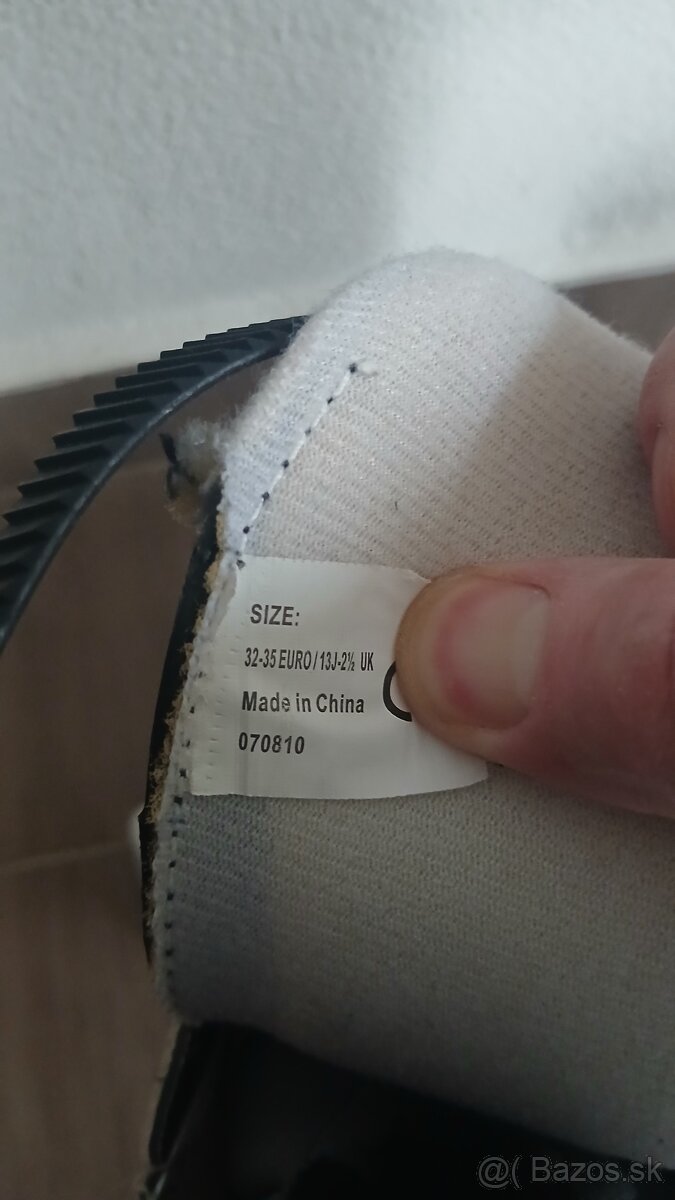 SIZE:
32-35 EURO / 13J-2½ UK
Made in China
070810
@( Bazos.sk